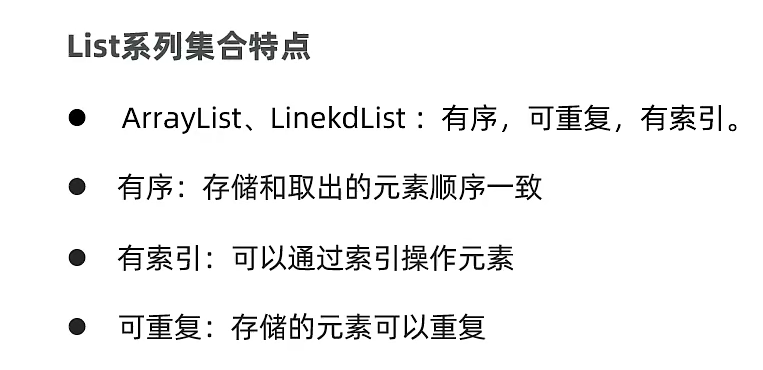 List系列集合特点
● ArrayList、LinekdList ：有序，可重复，有索引。
● 有序：存储和取出的元素顺序一致
● 有索引：可以通过索引操作元素
● 可重复：存储的元素可以重复